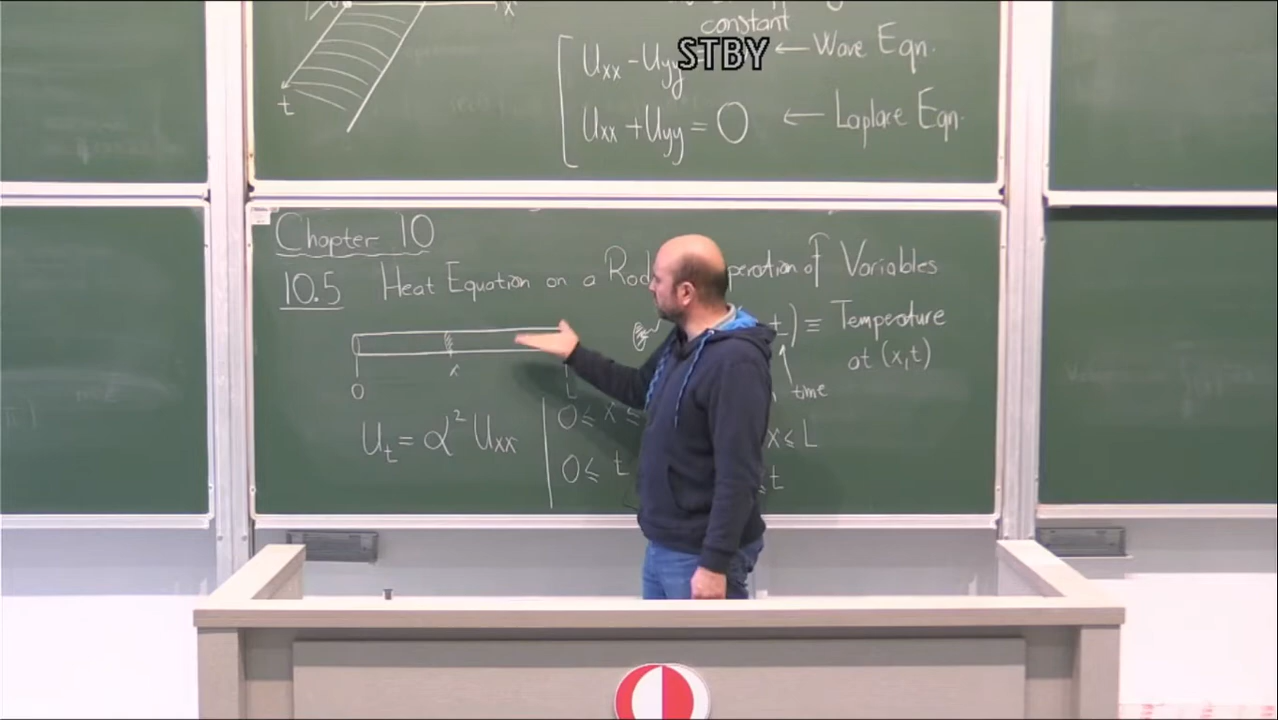 x
constant
STBY
Uxx - Uyy ← Wave Eqn.
t
Uxx + Uyy = 0 ← Laplace Eqn.
Chapter 10
10.5 Heat Equation on a Rod peration of Variables
t) ≡ Temperature
at (x,t)
x
0 L time
Ut = α² Uxx
0 ≤ x ≤ x ≤ L
0 ≤ t ≤ t